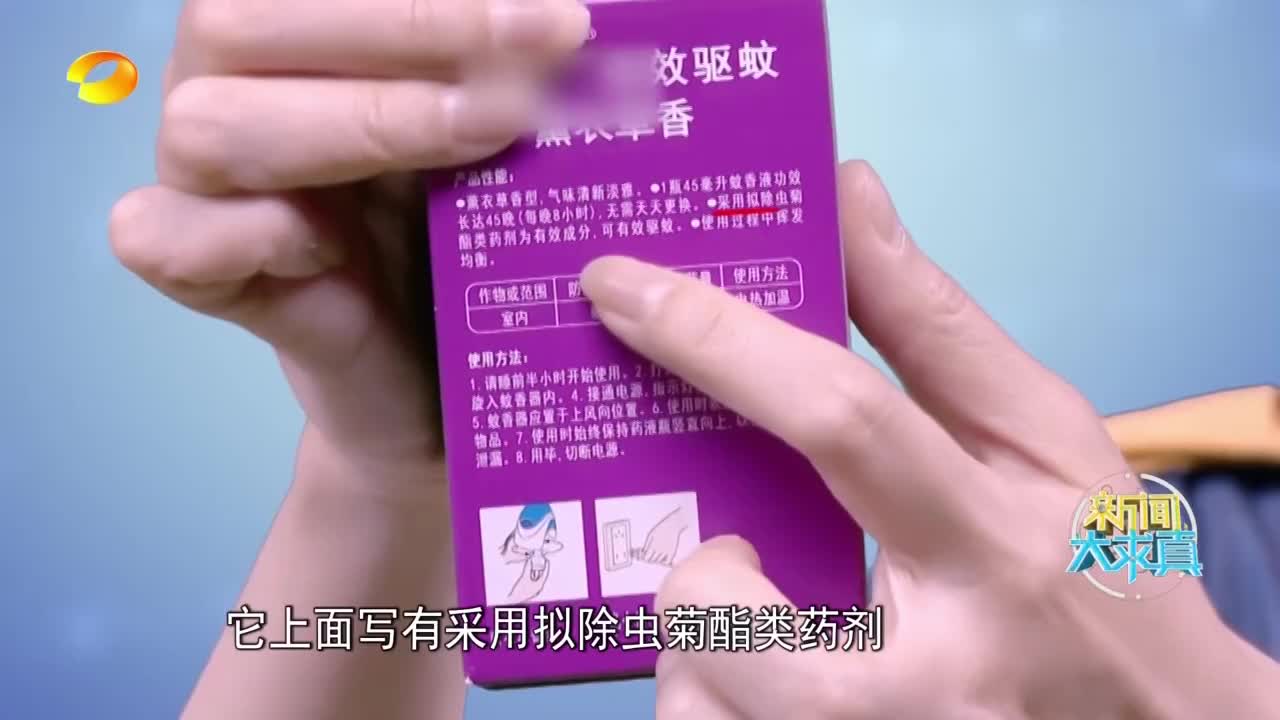 效驱蚊
薰衣草香
产品性能：
●薰衣草香型，气味清新淡雅。●1瓶45毫升蚊香液功效
长达45晚(每晚8小时)，无需天天更换。●采用拟除虫菊
酯类药剂为有效成分，可有效驱蚊。●使用过程中挥发
均衡。
作物或范围 防 使用方法
室内 电热加温
使用方法：
1.请睡前半小时开始使用。2.
旋入蚊香器内。4.接通电源，指示
5.蚊香器应置于上风向位置。6.使用时
物品。7.使用时始终保持药液瓶竖直向上，
泄漏。8.用毕，切断电源。
新闻
大求真
它上面写有采用拟除虫菊酯类药剂